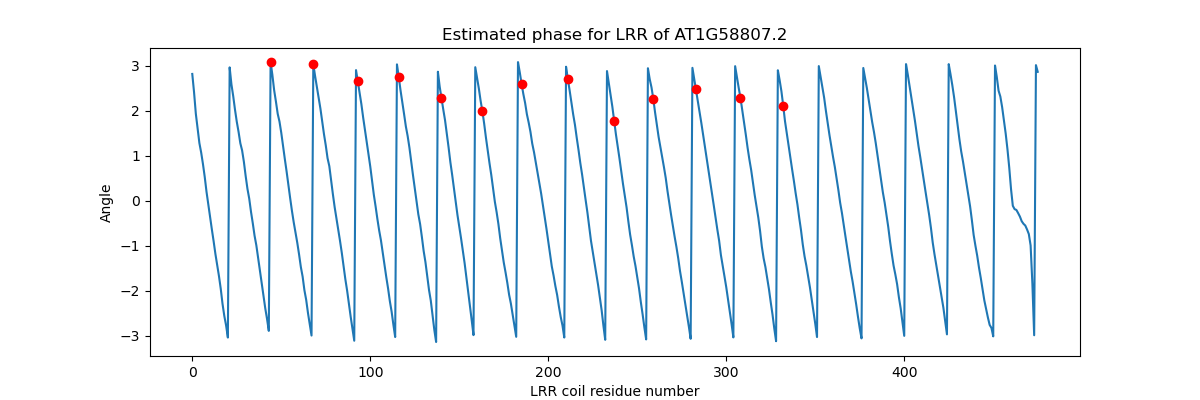 Estimated phase for LRR of AT1G58807.2
3
2
1
0
−1
−2
−3
Angle
0 100 200 300 400
LRR coil residue number